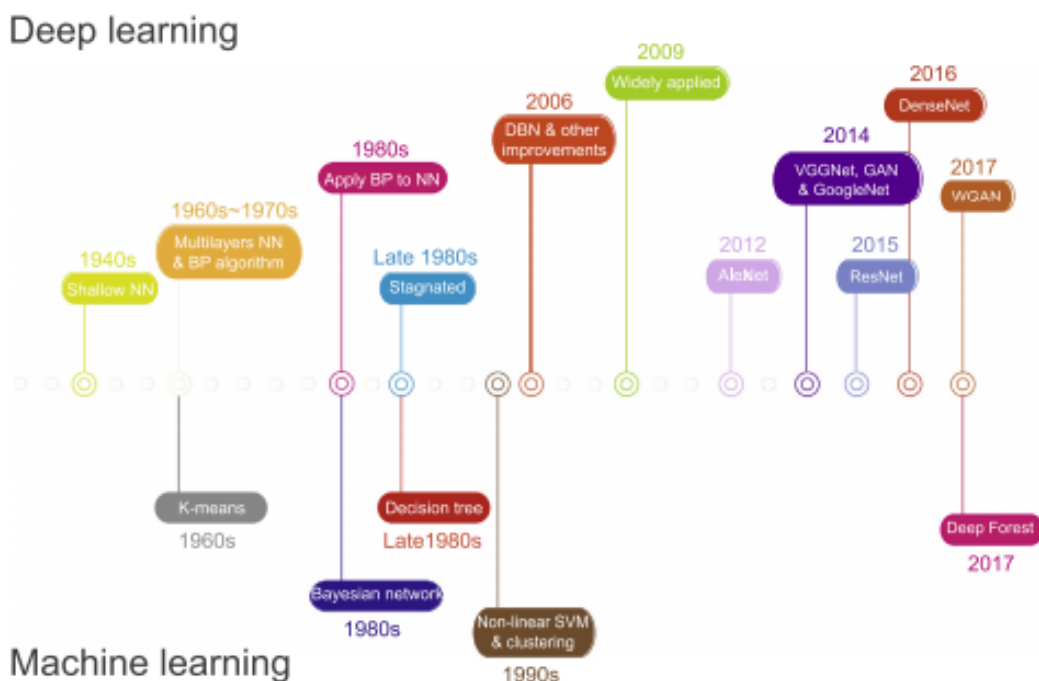 Deep learning
2009
Widely applied
2016
DenseNet
2006
DBN & other
improvements
2014
VGGNet, GAN
& GoogleNet
1980s
Apply BP to NN
2017
WGAN
1960s~1970s
Multilayers NN
& BP algorithm
1940s
Shallow NN
Late 1980s
Stagnated
2012
AleNet
2015
ResNet
K-means
1960s
Decision tree
Late1980s
Deep Forest
2017
Bayesian network
1980s
Non-linear SVM
& clustering
1990s
Machine learning